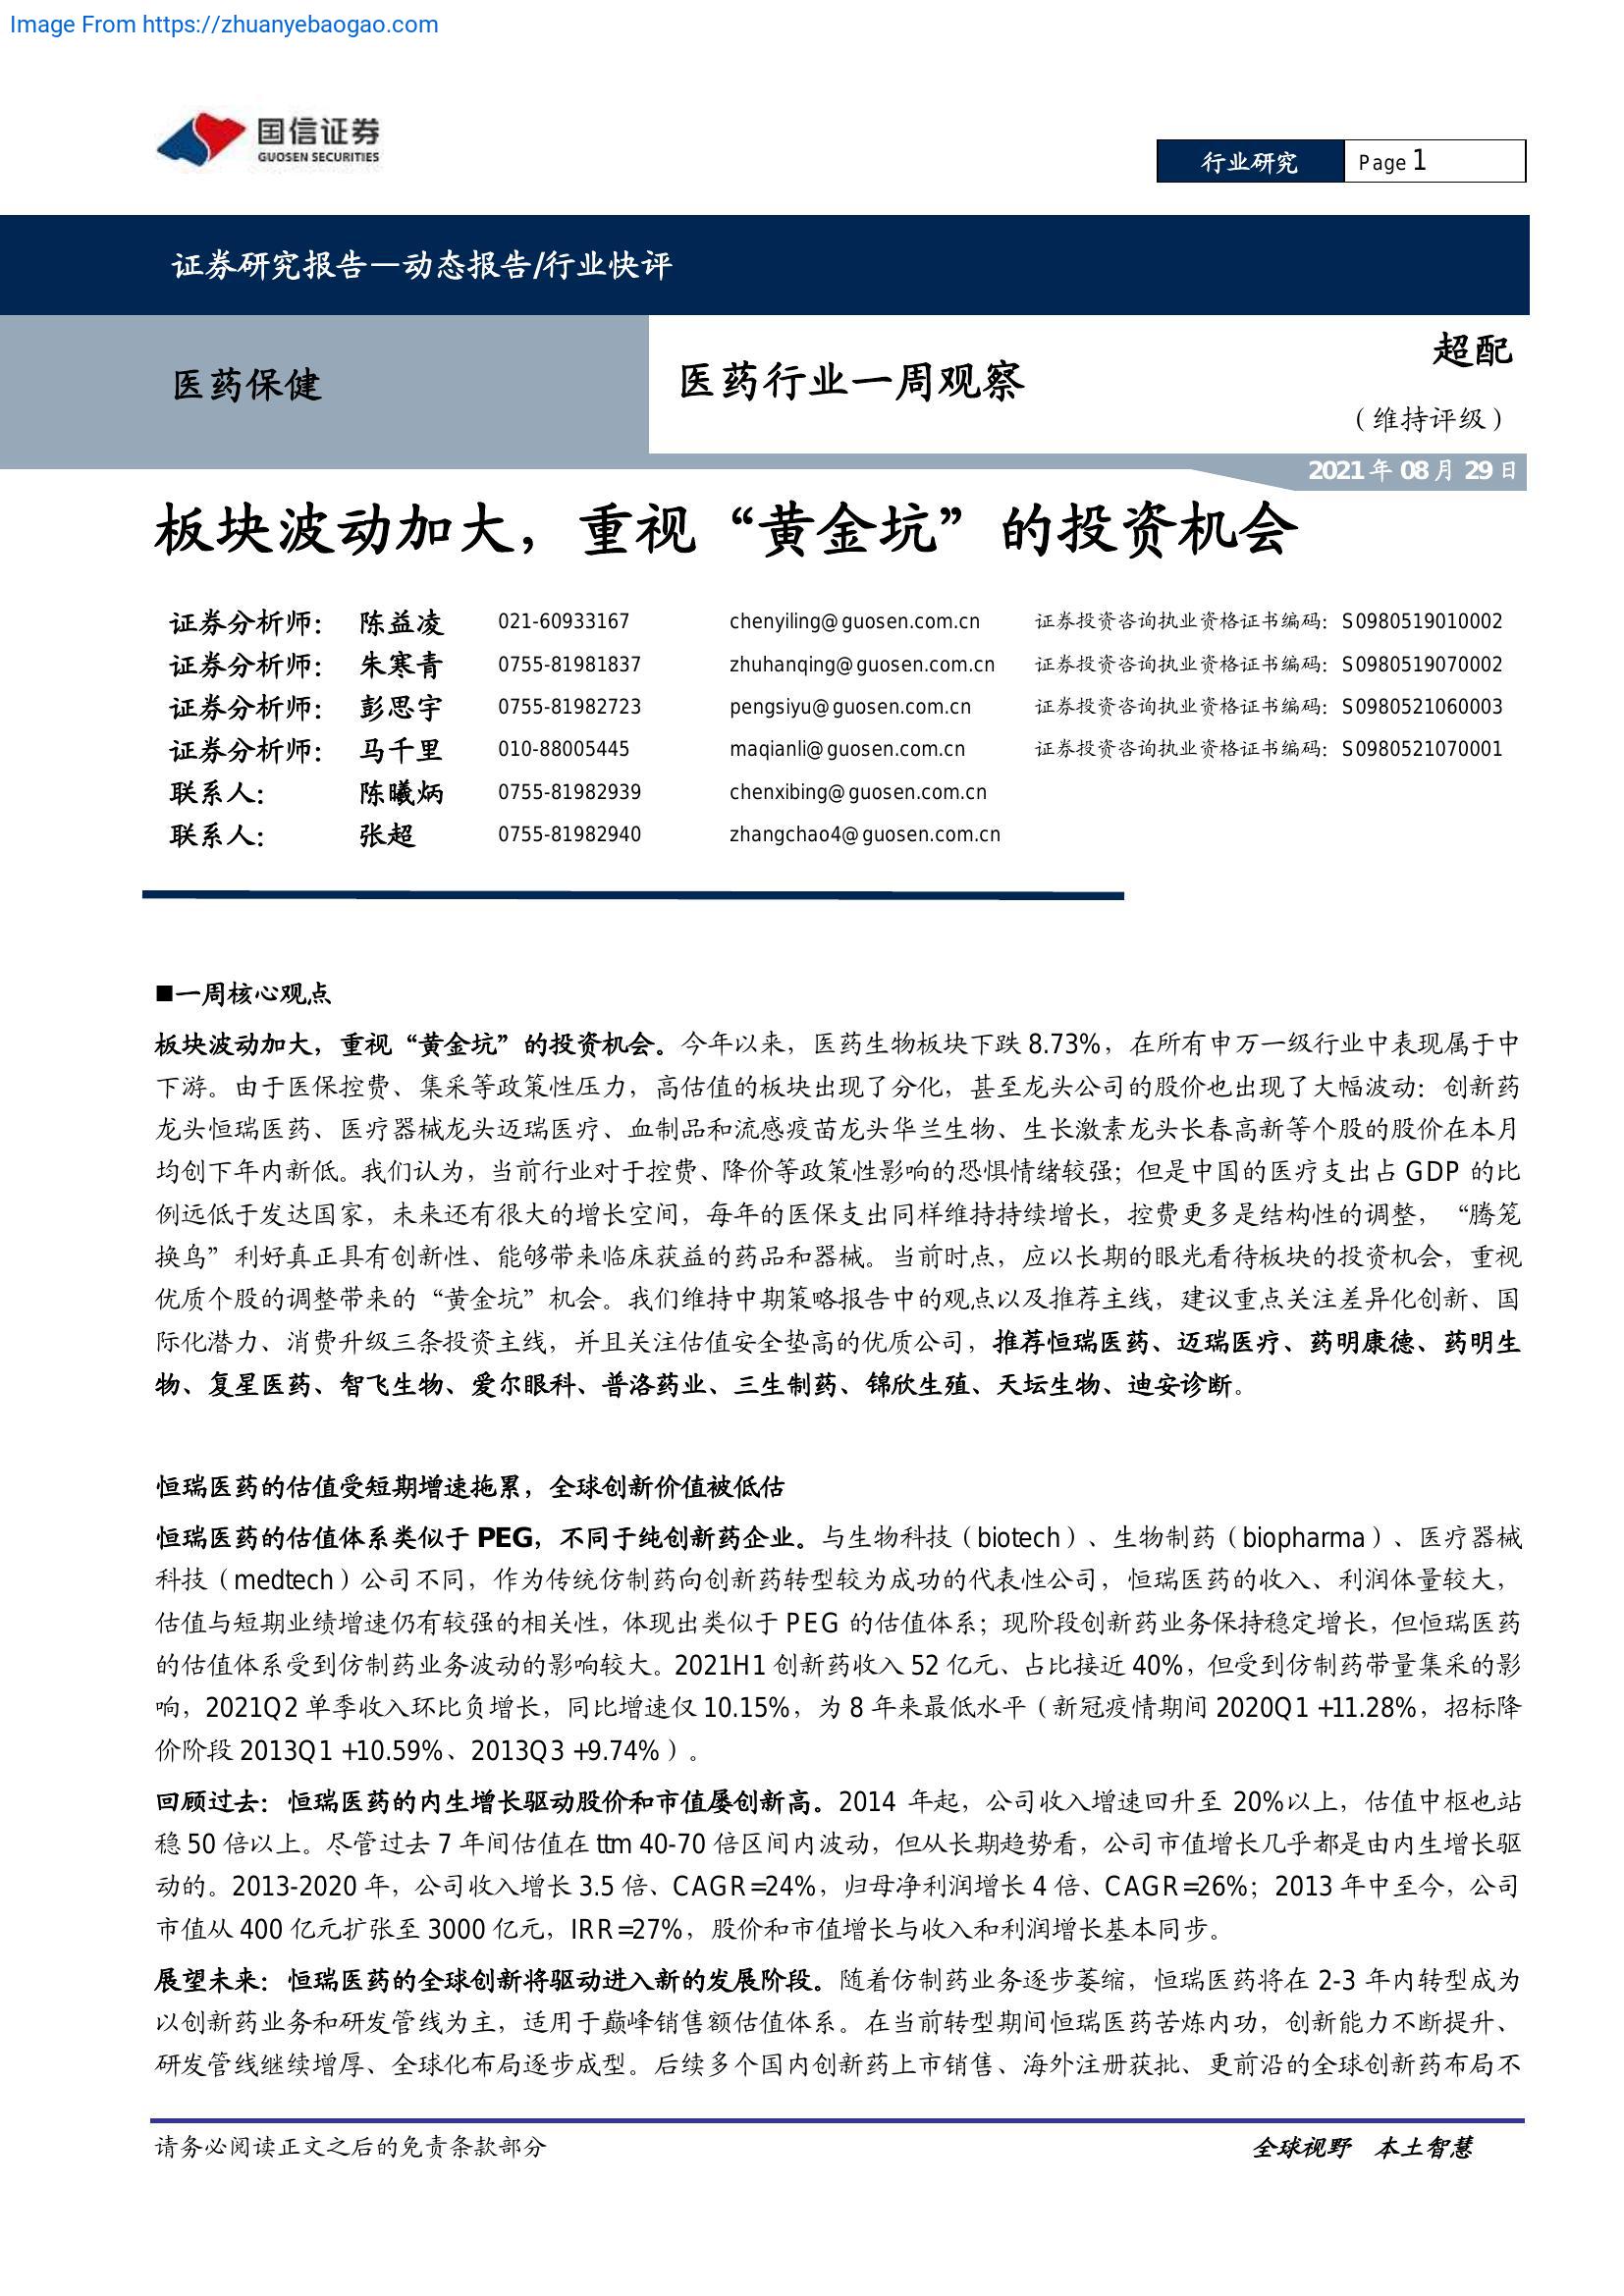 Image From https://zhuanyebaogao.com
国信证券
GUOSEN SECURITIES
行业研究 Page 1
证券研究报告—动态报告/行业快评
医药保健
医药行业一周观察
超配
（维持评级）
2021 年 08 月 29 日
板块波动加大，重视“黄金坑”的投资机会
证券分析师： 陈益凌 021-60933167 chenyiling@guosen.com.cn 证券投资咨询执业资格证书编码：S0980519010002
证券分析师： 朱寒青 0755-81981837 zhuhanqing@guosen.com.cn 证券投资咨询执业资格证书编码：S0980519070002
证券分析师： 彭思宇 0755-81982723 pengsiyu@guosen.com.cn 证券投资咨询执业资格证书编码：S0980521060003
证券分析师： 马千里 010-88005445 maqianli@guosen.com.cn 证券投资咨询执业资格证书编码：S0980521070001
联系人： 陈曦炳 0755-81982939 chenxibing@guosen.com.cn
联系人： 张超 0755-81982940 zhangchao4@guosen.com.cn
■一周核心观点
板块波动加大，重视“黄金坑”的投资机会。今年以来，医药生物板块下跌 8.73%，在所有申万一级行业中表现属于中
下游。由于医保控费、集采等政策性压力，高估值的板块出现了分化，甚至龙头公司的股价也出现了大幅波动：创新药
龙头恒瑞医药、医疗器械龙头迈瑞医疗、血制品和流感疫苗龙头华兰生物、生长激素龙头长春高新等个股的股价在本月
均创下年内新低。我们认为，当前行业对于控费、降价等政策性影响的恐惧情绪较强；但是中国的医疗支出占 GDP 的比
例远低于发达国家，未来还有很大的增长空间，每年的医保支出同样维持持续增长，控费更多是结构性的调整，“腾笼
换鸟”利好真正具有创新性、能够带来临床获益的药品和器械。当前时点，应以长期的眼光看待板块的投资机会，重视
优质个股的调整带来的“黄金坑”机会。我们维持中期策略报告中的观点以及推荐主线，建议重点关注差异化创新、国
际化潜力、消费升级三条投资主线，并且关注估值安全垫高的优质公司，推荐恒瑞医药、迈瑞医疗、药明康德、药明生
物、复星医药、智飞生物、爱尔眼科、普洛药业、三生制药、锦欣生殖、天坛生物、迪安诊断。
恒瑞医药的估值受短期增速拖累，全球创新价值被低估
恒瑞医药的估值体系类似于 PEG，不同于纯创新药企业。与生物科技（biotech）、生物制药（biopharma）、医疗器械
科技（medtech）公司不同，作为传统仿制药向创新药转型较为成功的代表性公司，恒瑞医药的收入、利润体量较大，
估值与短期业绩增速仍有较强的相关性，体现出类似于 PEG 的估值体系；现阶段创新药业务保持稳定增长，但恒瑞医药
的估值体系受到仿制药业务波动的影响较大。2021H1 创新药收入 52 亿元、占比接近 40%，但受到仿制药带量集采的影
响，2021Q2 单季收入环比负增长，同比增速仅 10.15%，为 8 年来最低水平（新冠疫情期间 2020Q1 +11.28%，招标降
价阶段 2013Q1 +10.59%、2013Q3 +9.74%）。
回顾过去：恒瑞医药的内生增长驱动股价和市值屡创新高。2014 年起，公司收入增速回升至 20%以上，估值中枢也站
稳 50 倍以上。尽管过去 7 年间估值在 ttm 40-70 倍区间内波动，但从长期趋势看，公司市值增长几乎都是由内生增长驱
动的。2013-2020 年，公司收入增长 3.5 倍、CAGR=24%，归母净利润增长 4 倍、CAGR=26%；2013 年中至今，公司
市值从 400 亿元扩张至 3000 亿元，IRR=27%，股价和市值增长与收入和利润增长基本同步。
展望未来：恒瑞医药的全球创新将驱动进入新的发展阶段。随着仿制药业务逐步萎缩，恒瑞医药将在 2-3 年内转型成为
以创新药业务和研发管线为主，适用于巅峰销售额估值体系。在当前转型期间恒瑞医药苦炼内功，创新能力不断提升、
研发管线继续增厚、全球化布局逐步成型。后续多个国内创新药上市销售、海外注册获批、更前沿的全球创新药布局不
请务必阅读正文之后的免责条款部分
全球视野 本土智慧